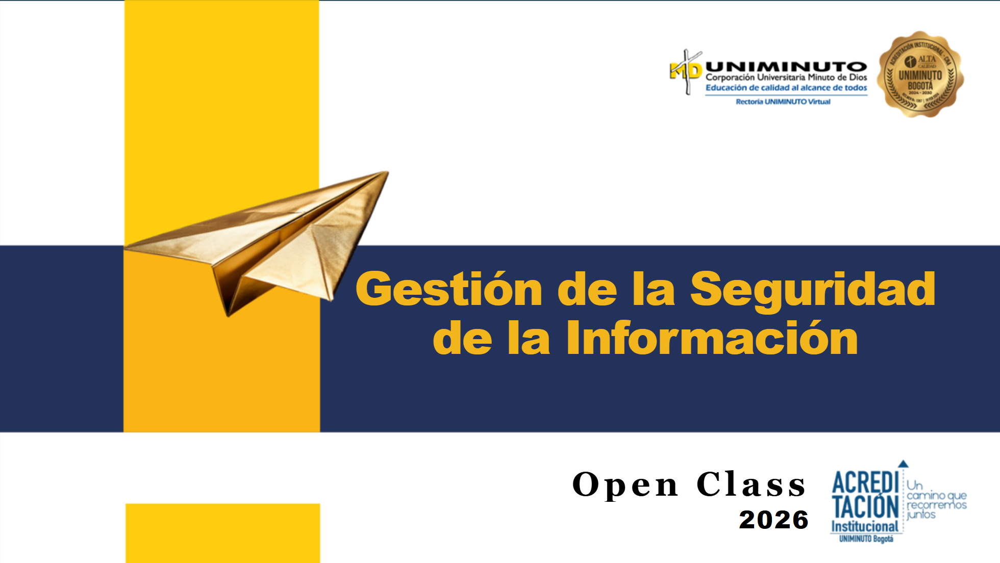 MD UNIMINUTO
Corporación Universitaria Minuto de Dios
Educación de calidad al alcance de todos
Rectoría UNIMINUTO Virtual
ACREDITACIÓN INSTITUCIONAL - CNA
ALTA
CALIDAD
UNIMINUTO
BOGOTÁ
2024 - 2030
Gestión de la Seguridad
de la Información
Open Class
2026
ACREDI
TACIÓN
Institucional
UNIMINUTO Bogotá
Un
camino que
recorremos
juntos